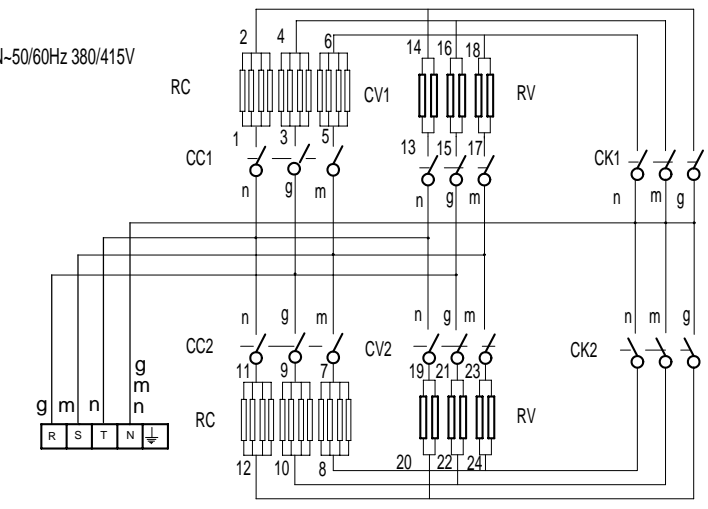 N~50/60Hz 380/415V
2 4 6 14 16 18
RC CV1 RV
1 3 5 13 15 17
CC1 CK1
n g m n g m n m g
n g m n g m n m g
CC2 CV2 CK2
11 9 7 19 21 23
g
m
g m n n
RC RV
R S T N
12 10 8 20 22 24